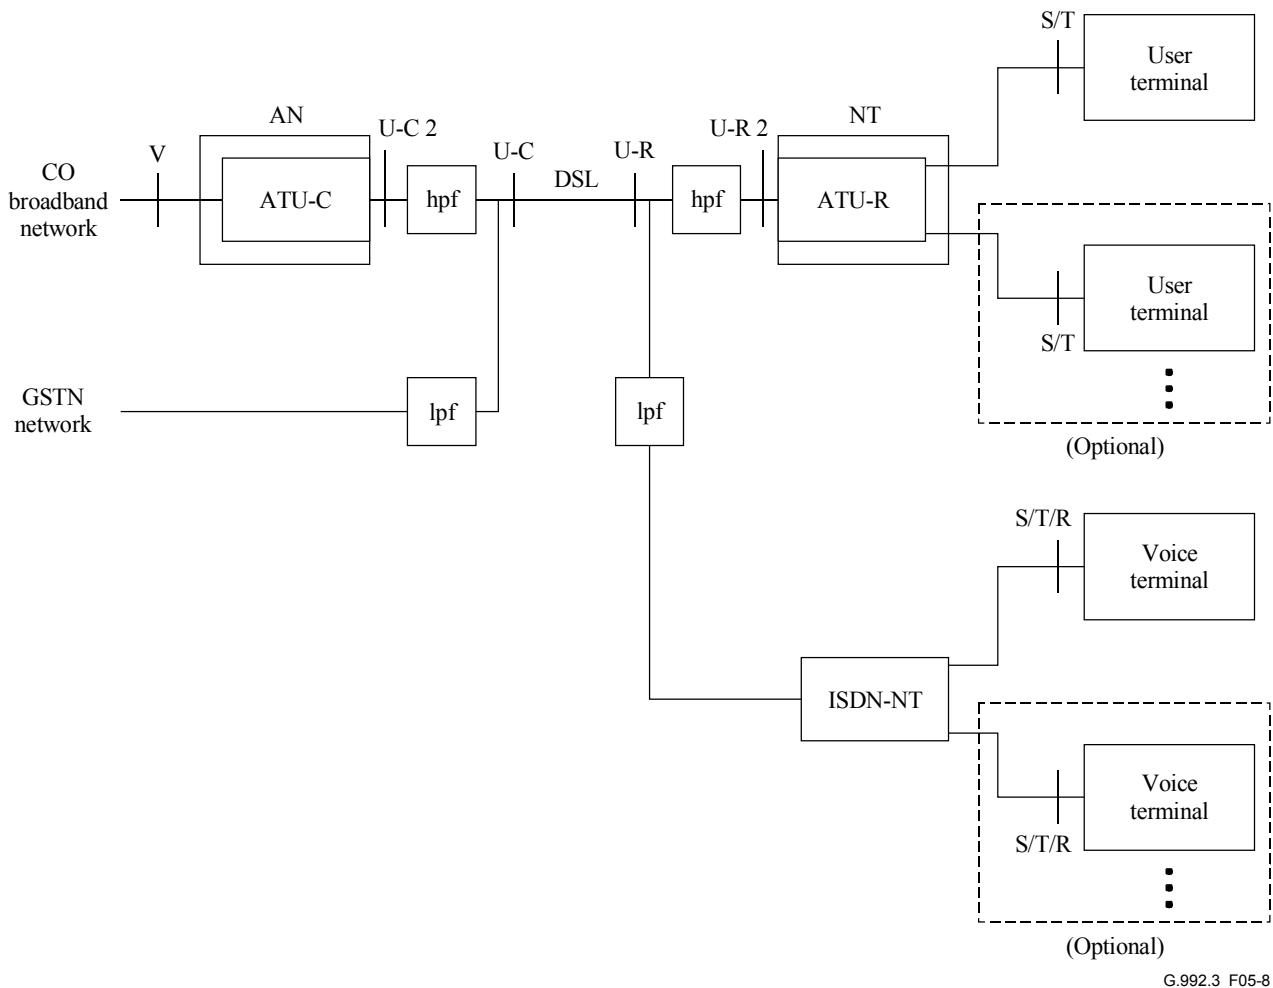 S/T
User
terminal
AN
U-C 2
U-R 2
NT
V
U-C
U-R
DSL
CO
broadband
network
ATU-C
hpf
hpf
ATU-R
User
terminal
S/T
GSTN
network
lpf
lpf
(Optional)
S/T/R
Voice
terminal
ISDN-NT
Voice
terminal
S/T/R
(Optional)
G.992.3 F05-8